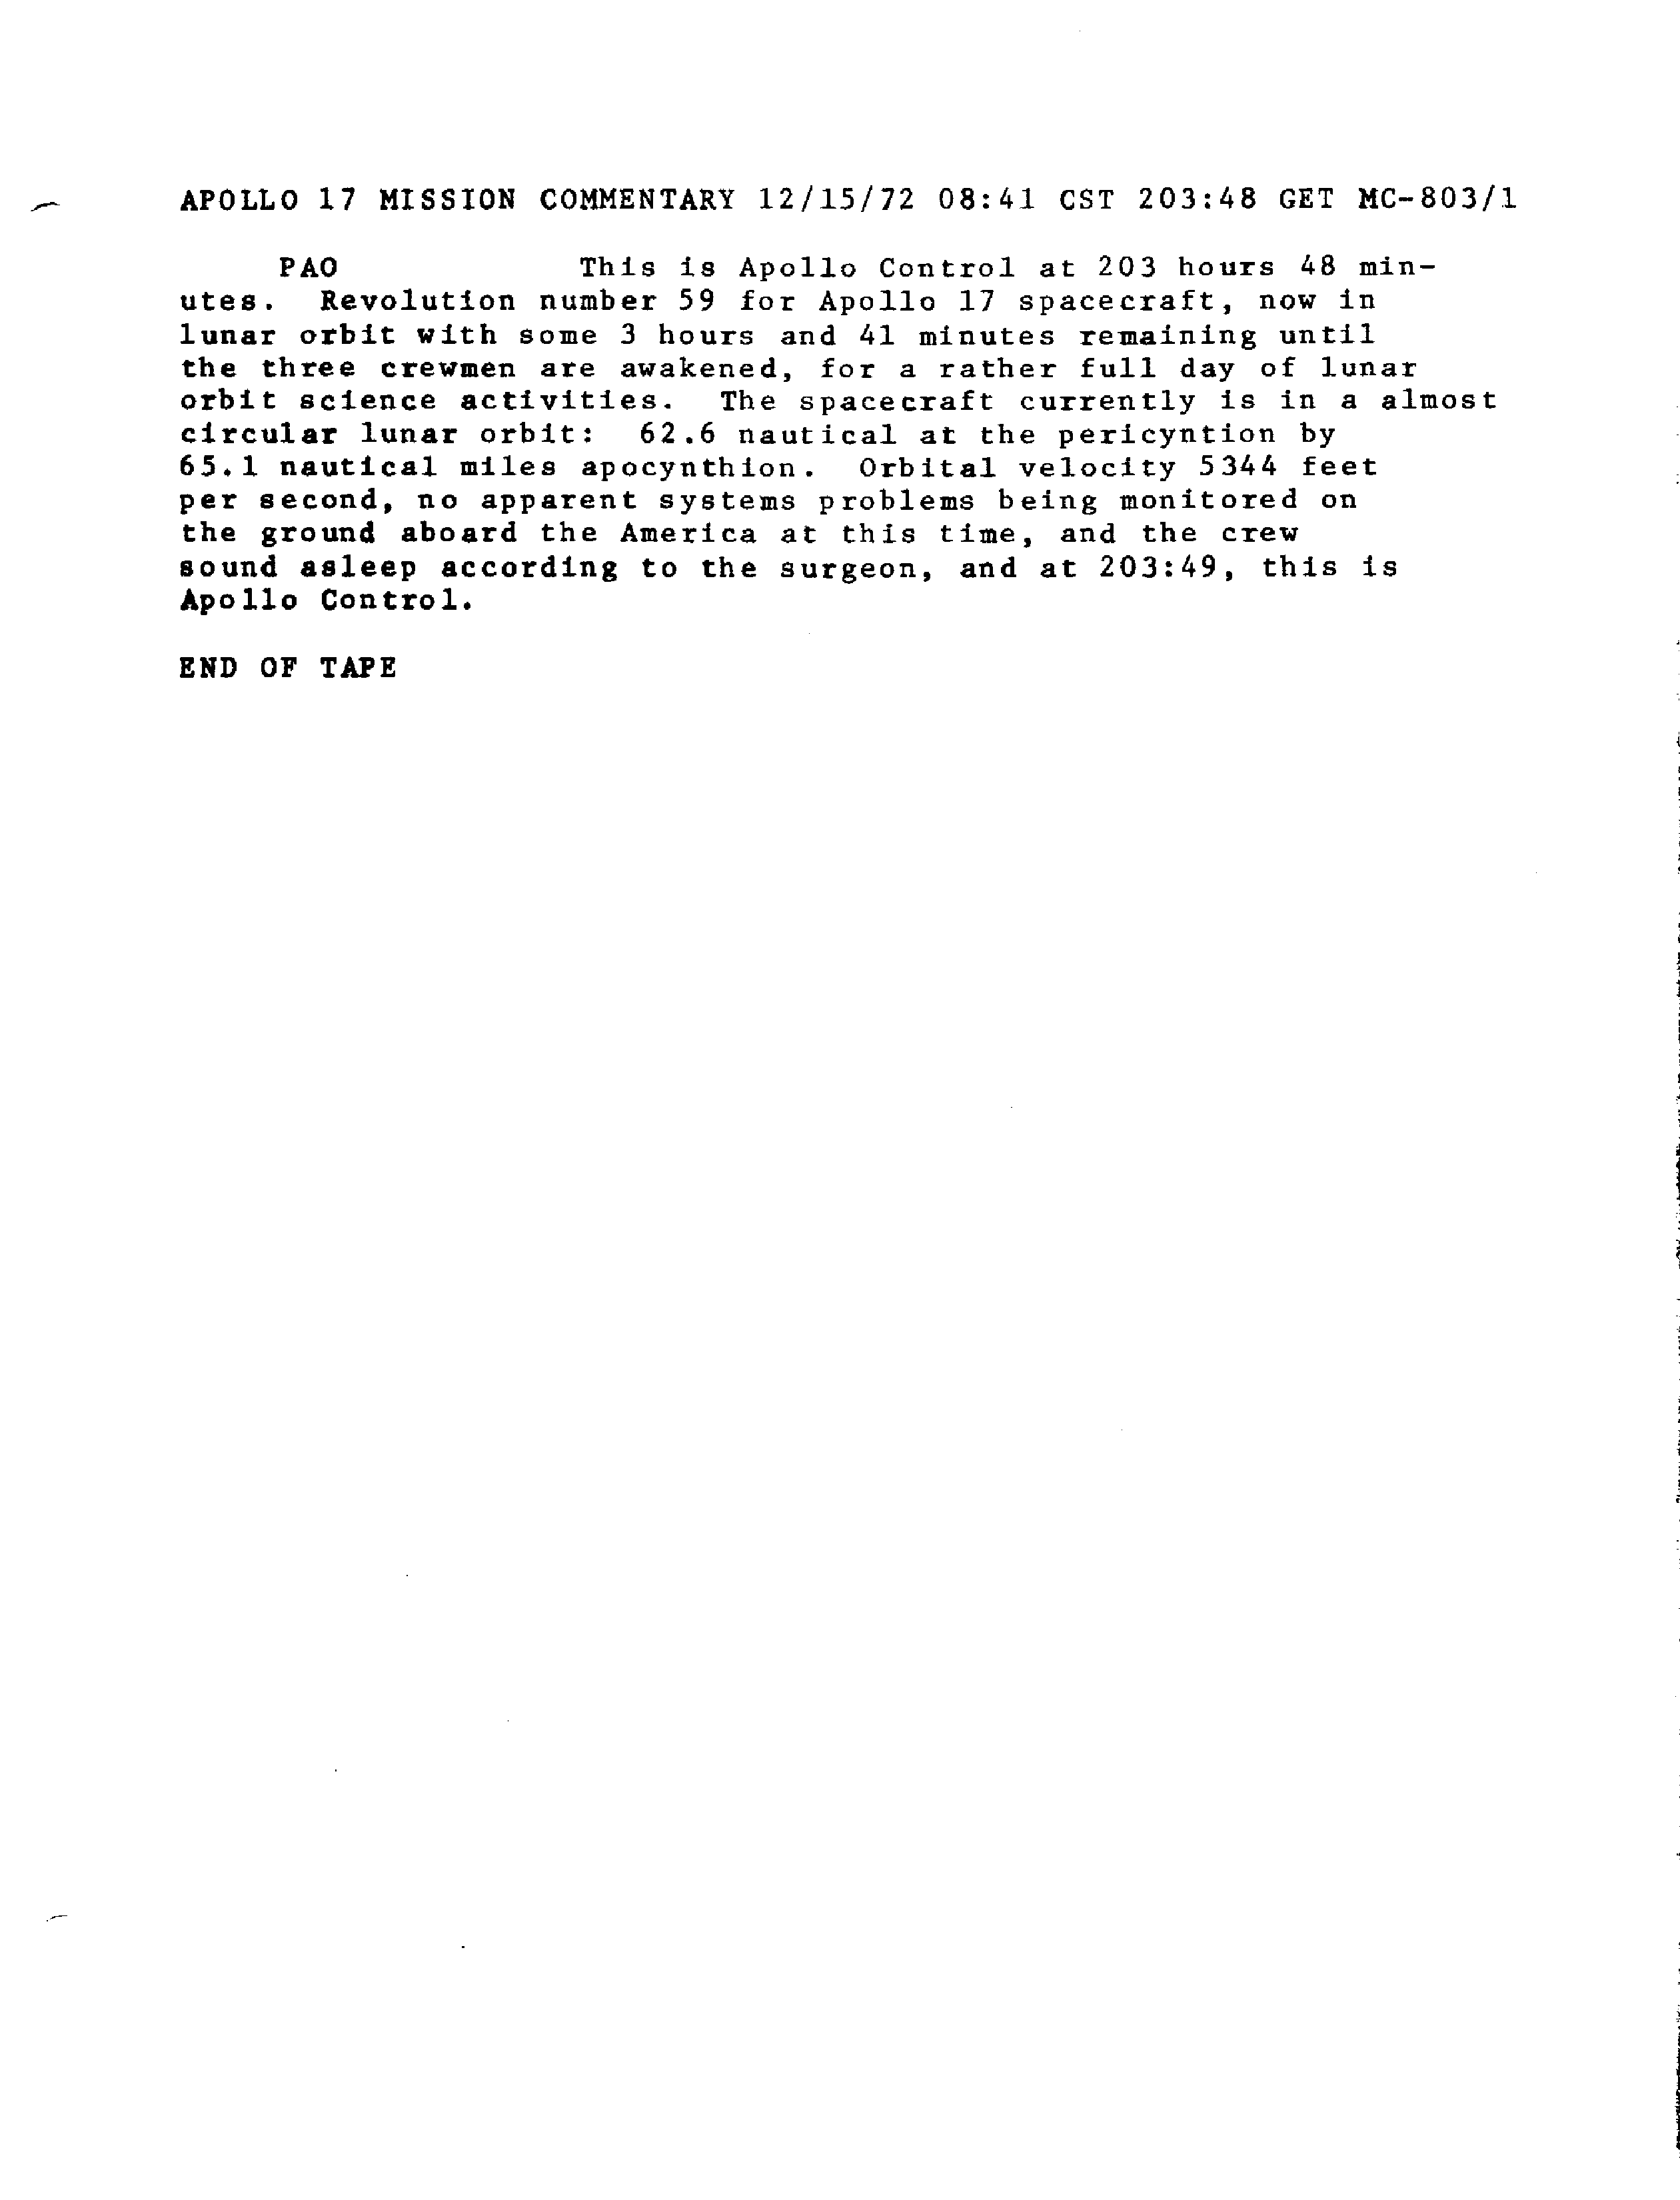 APOLLO 17 MISSION COMMENTARY 12/15/72 08:41 CST 203:48 GET MC-803/1
PAO This is Apollo Control at 203 hours 48 min-
utes. Revolution number 59 for Apollo 17 spacecraft, now in
lunar orbit with some 3 hours and 41 minutes remaining until
the three crewmen are awakened, for a rather full day of lunar
orbit science activities. The spacecraft currently is in a almost
circular lunar orbit: 62.6 nautical at the pericyntion by
65.1 nautical miles apocynthion. Orbital velocity 5344 feet
per second, no apparent systems problems being monitored on
the ground aboard the America at this time, and the crew
sound asleep according to the surgeon, and at 203:49, this is
Apollo Control.
END OF TAPE